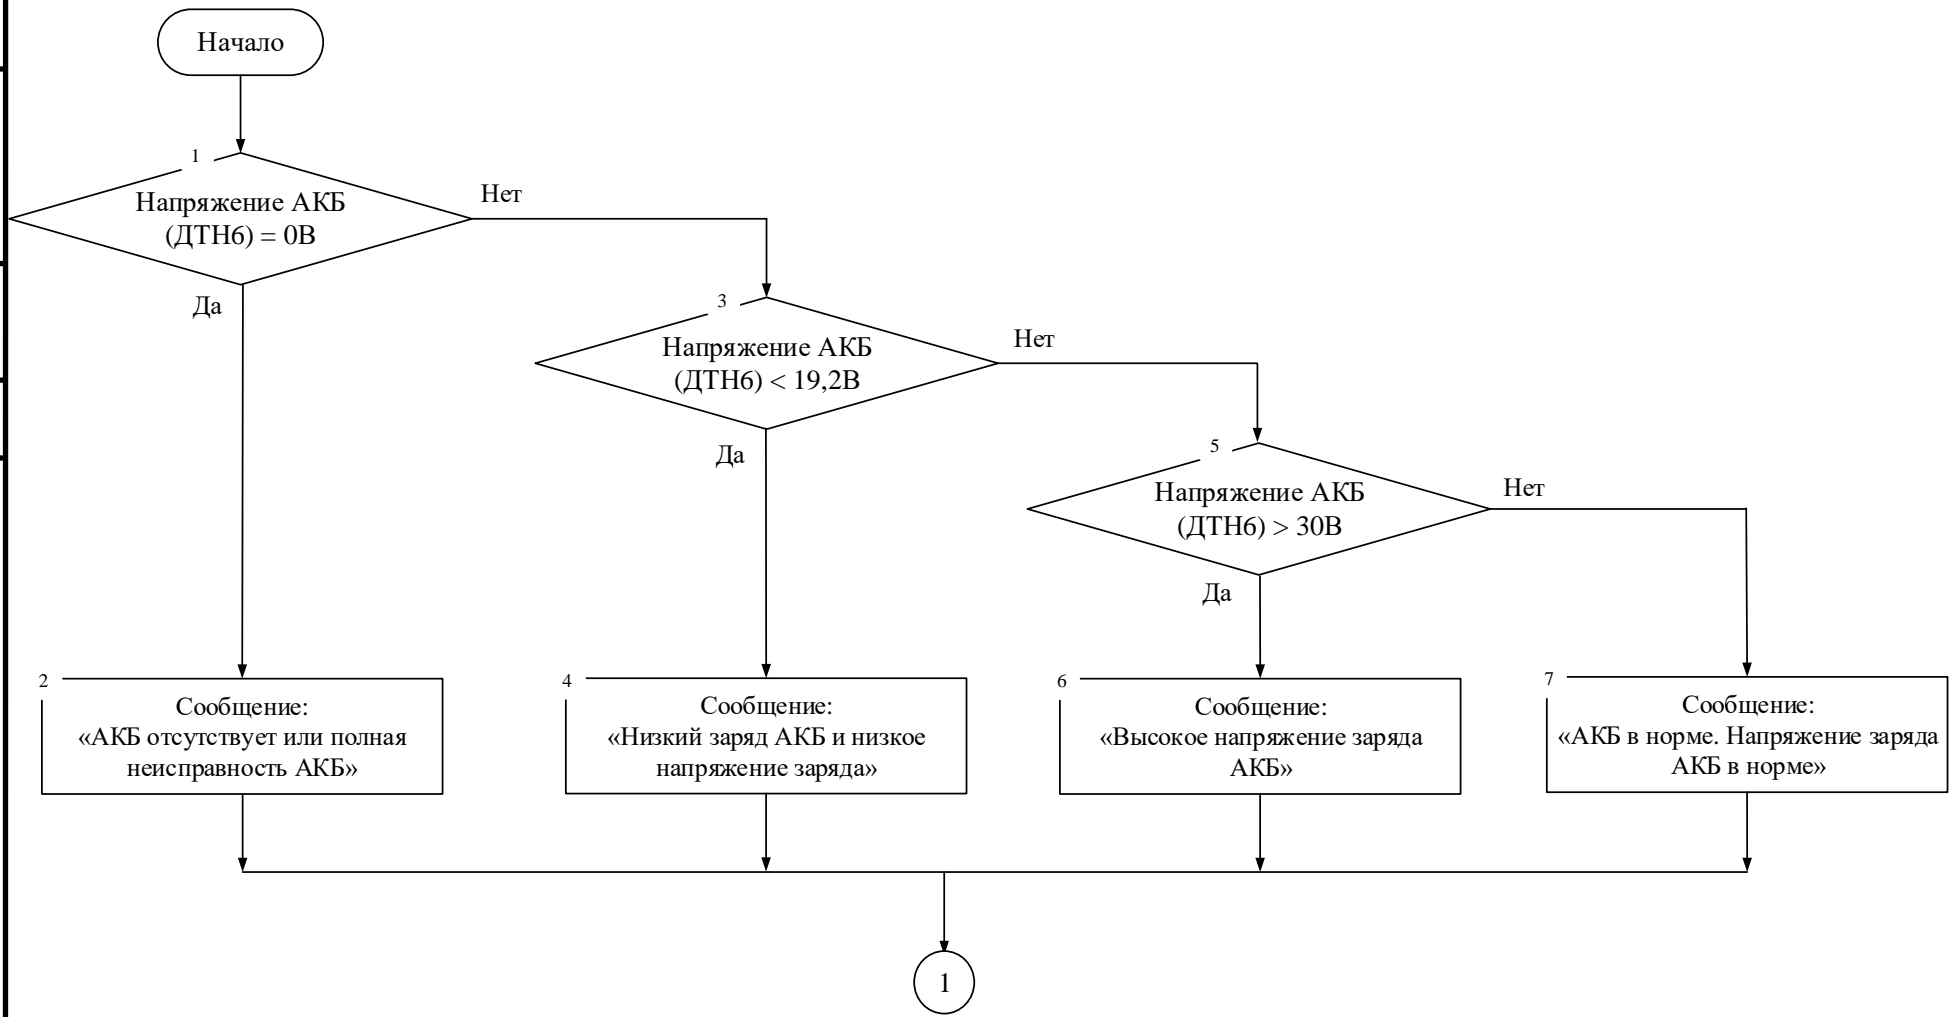 Начало
1
Напряжение АКБ
(ДТН6) = 0В
Нет
Да
3
Напряжение АКБ
(ДТН6) < 19,2В
Нет
Да
5
Напряжение АКБ
(ДТН6) > 30В
Нет
Да
2
Сообщение:
«АКБ отсутствует или полная
неисправность АКБ»
4
Сообщение:
«Низкий заряд АКБ и низкое
напряжение заряда»
6
Сообщение:
«Высокое напряжение заряда
АКБ»
7
Сообщение:
«АКБ в норме. Напряжение заряда
АКБ в норме»
1